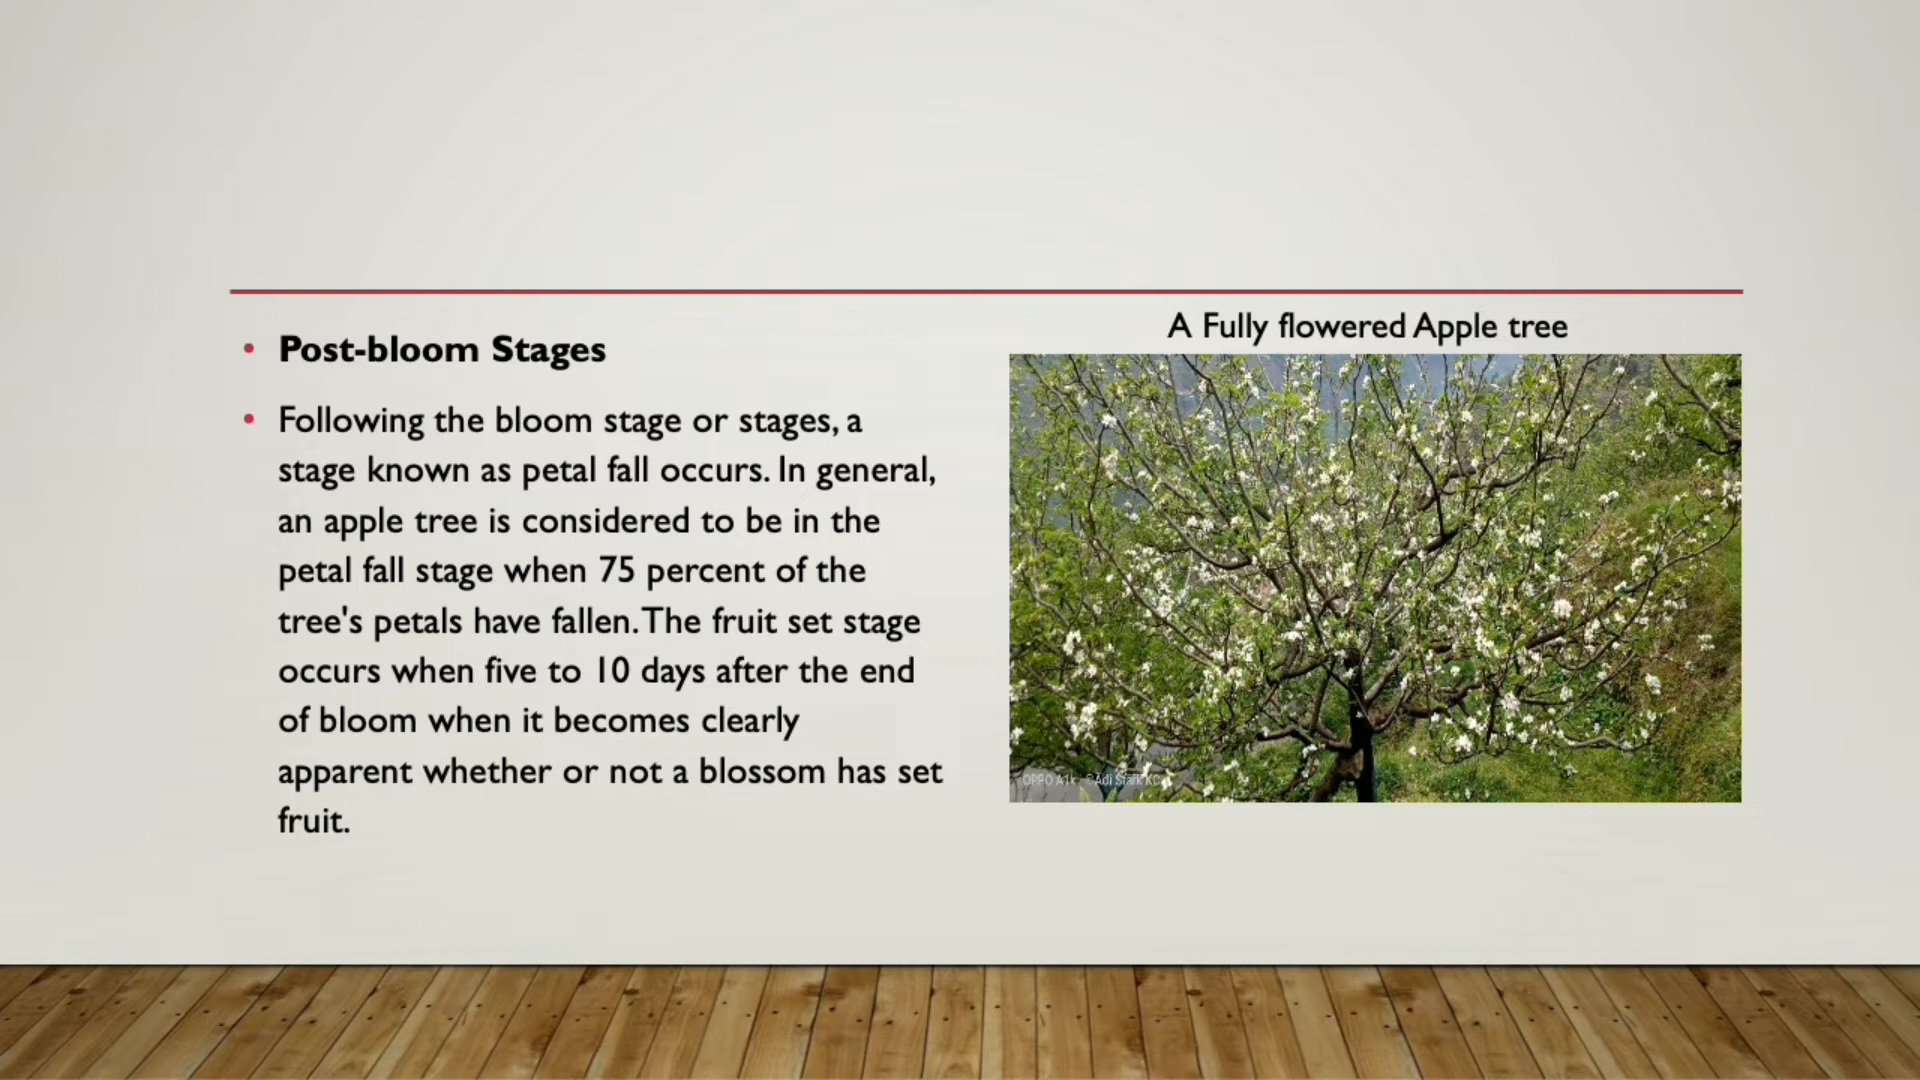 A Fully flowered Apple tree
• Post-bloom Stages
• Following the bloom stage or stages, a
stage known as petal fall occurs. In general,
an apple tree is considered to be in the
petal fall stage when 75 percent of the
tree's petals have fallen. The fruit set stage
occurs when five to 10 days after the end
of bloom when it becomes clearly
apparent whether or not a blossom has set
fruit.
OPPO A1k